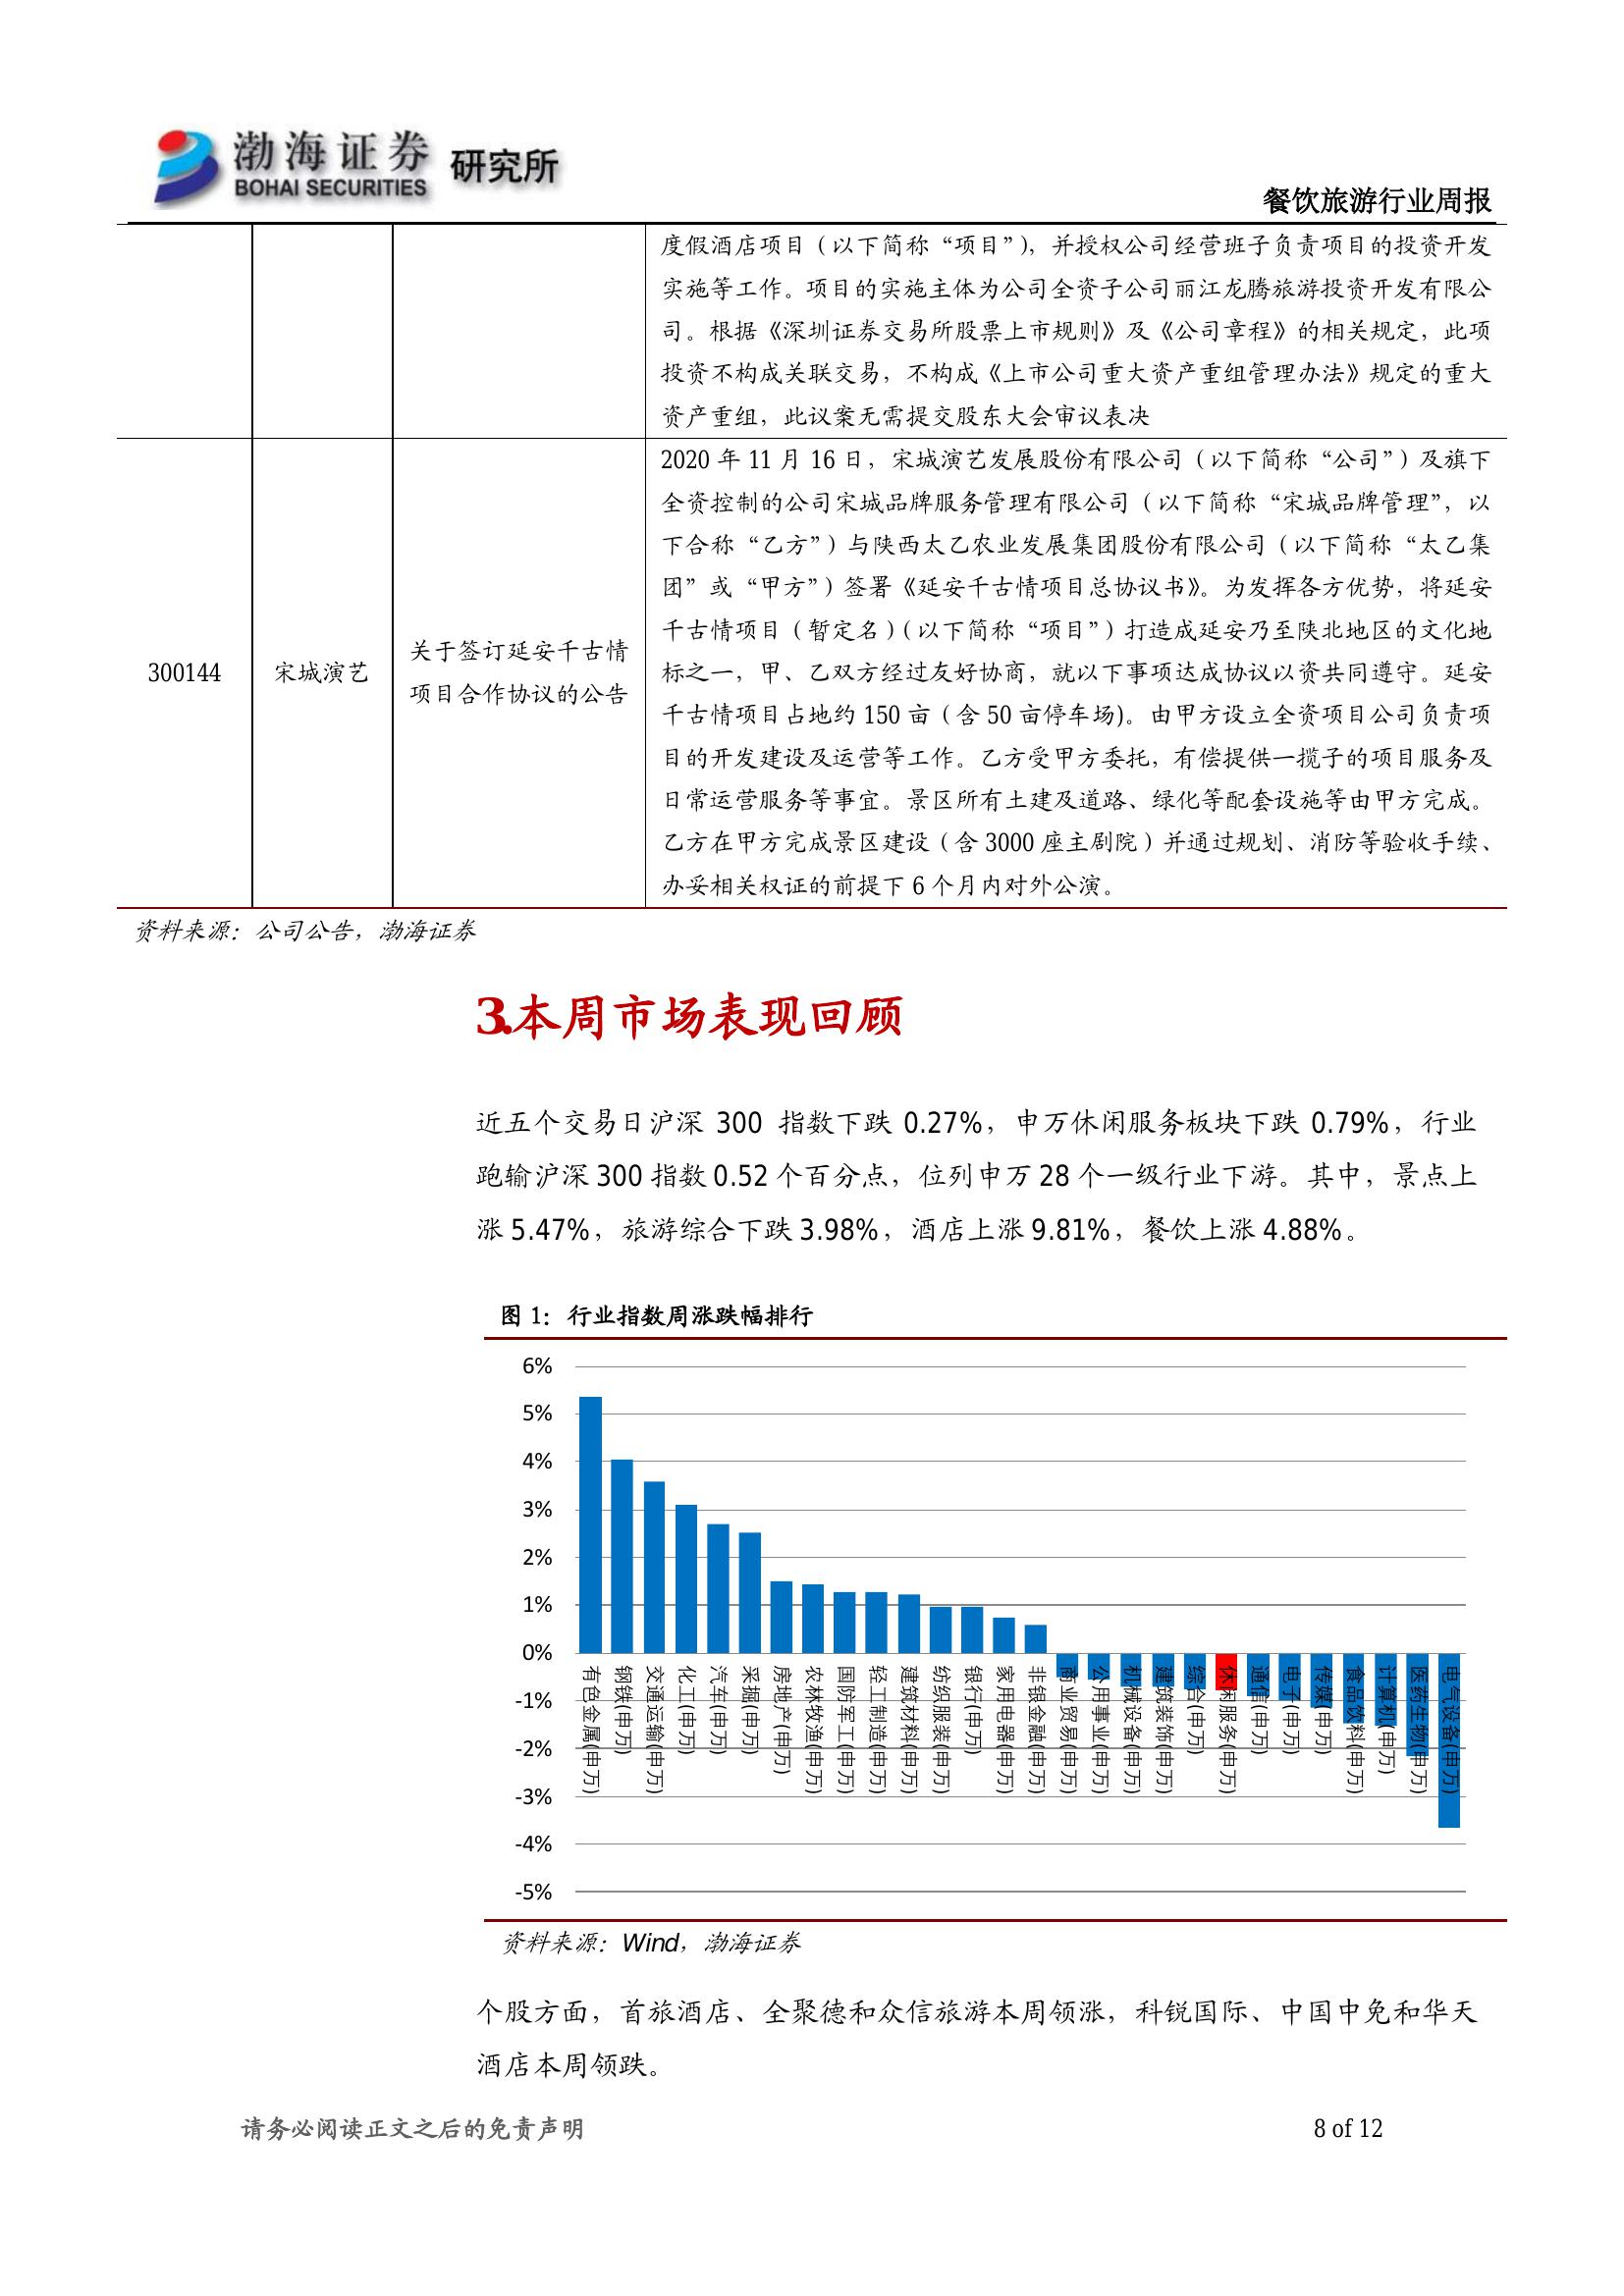 渤海证券 研究所
BOHAI SECURITIES
餐饮旅游行业周报
度假酒店项目（以下简称“项目”），并授权公司经营班子负责项目的投资开发
实施等工作。项目的实施主体为公司全资子公司丽江龙腾旅游投资开发有限公
司。根据《深圳证券交易所股票上市规则》及《公司章程》的相关规定，此项
投资不构成关联交易，不构成《上市公司重大资产重组管理办法》规定的重大
资产重组，此议案无需提交股东大会审议表决
300144
宋城演艺
关于签订延安千古情
项目合作协议的公告
2020 年 11 月 16 日，宋城演艺发展股份有限公司（以下简称“公司”）及旗下
全资控制的公司宋城品牌服务管理有限公司（以下简称“宋城品牌管理”，以
下合称“乙方”）与陕西太乙农业发展集团股份有限公司（以下简称“太乙集
团”或“甲方”）签署《延安千古情项目总协议书》。为发挥各方优势，将延安
千古情项目（暂定名）（以下简称“项目”）打造成延安乃至陕北地区的文化地
标之一，甲、乙双方经过友好协商，就以下事项达成协议以资共同遵守。延安
千古情项目占地约 150 亩（含 50 亩停车场)。由甲方设立全资项目公司负责项
目的开发建设及运营等工作。乙方受甲方委托，有偿提供一揽子的项目服务及
日常运营服务等事宜。景区所有土建及道路、绿化等配套设施等由甲方完成。
乙方在甲方完成景区建设（含 3000 座主剧院）并通过规划、消防等验收手续、
办妥相关权证的前提下 6 个月内对外公演。
资料来源：公司公告，渤海证券
3.本周市场表现回顾
近五个交易日沪深 300 指数下跌 0.27%，申万休闲服务板块下跌 0.79%，行业
跑输沪深 300 指数 0.52 个百分点，位列申万 28 个一级行业下游。其中，景点上
涨 5.47%，旅游综合下跌 3.98%，酒店上涨 9.81%，餐饮上涨 4.88%。
图 1：行业指数周涨跌幅排行
6%
5%
4%
3%
2%
1%
0%
-1%
-2%
-3%
-4%
-5%
有色金属(申万)
钢铁(申万)
交通运输(申万)
化工(申万)
汽车(申万)
采掘(申万)
房地产(申万)
农林牧渔(申万)
国防军工(申万)
轻工制造(申万)
建筑材料(申万)
纺织服装(申万)
银行(申万)
家用电器(申万)
非银金融(申万)
商业贸易(申万)
公用事业(申万)
机械设备(申万)
建筑装饰(申万)
综合(申万)
休闲服务(申万)
通信(申万)
电子(申万)
传媒(申万)
食品饮料(申万)
计算机(申万)
医药生物(申万)
电气设备(申万)
资料来源：Wind，渤海证券
个股方面，首旅酒店、全聚德和众信旅游本周领涨，科锐国际、中国中免和华天
酒店本周领跌。
请务必阅读正文之后的免责声明
8 of 12